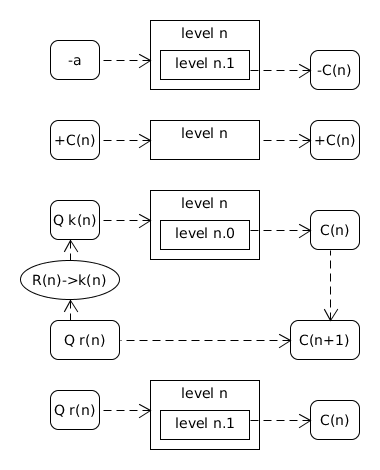 level n
-a
level n.1
-C(n)
+C(n)
level n
+C(n)
level n
Q k(n)
level n.0
C(n)
R(n)->k(n)
Q r(n)
C(n+1)
level n
Q r(n)
level n.1
C(n)